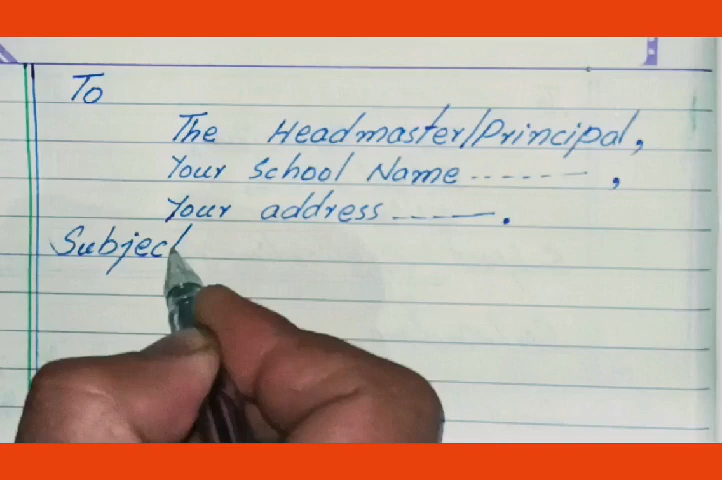 To
The Headmaster/Principal,
Your School Name -------,
Your address ------.
Subject